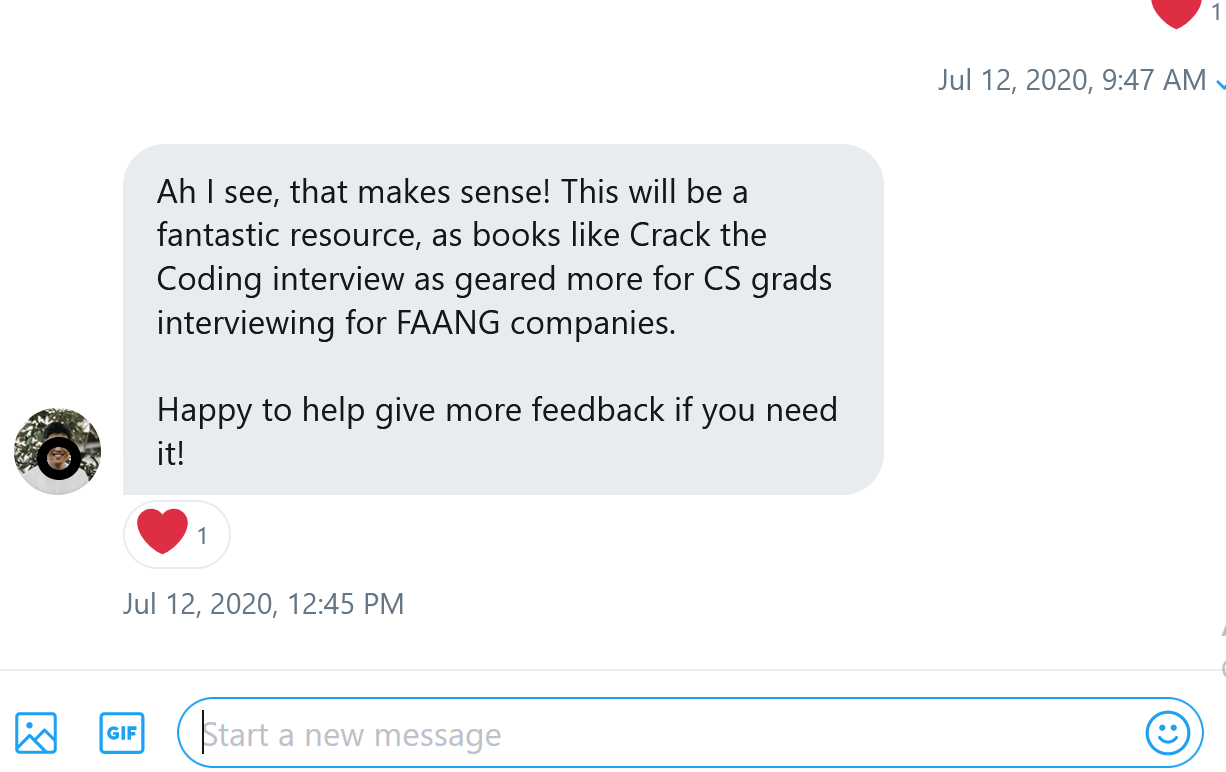 1
Jul 12, 2020, 9:47 AM
Ah I see, that makes sense! This will be a
fantastic resource, as books like Crack the
Coding interview as geared more for CS grads
interviewing for FAANG companies.
Happy to help give more feedback if you need
it!
1
Jul 12, 2020, 12:45 PM
GIF
Start a new message